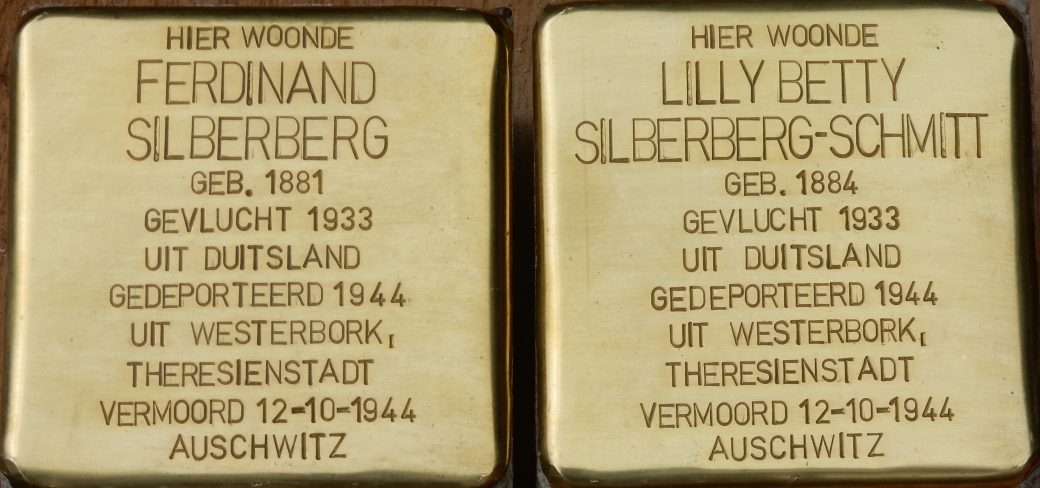 HIER WOONDE
FERDINAND
SILBERBERG
GEB. 1881
GEVLUCHT 1933
UIT DUITSLAND
GEDEPORTEERD 1944
UIT WESTERBORK,
THERESIENSTADT
VERMOORD 12-10-1944
AUSCHWITZ
HIER WOONDE
LILLY BETTY
SILBERBERG-SCHMITT
GEB. 1884
GEVLUCHT 1933
UIT DUITSLAND
GEDEPORTEERD 1944
UIT WESTERBORK,
THERESIENSTADT
VERMOORD 12-10-1944
AUSCHWITZ